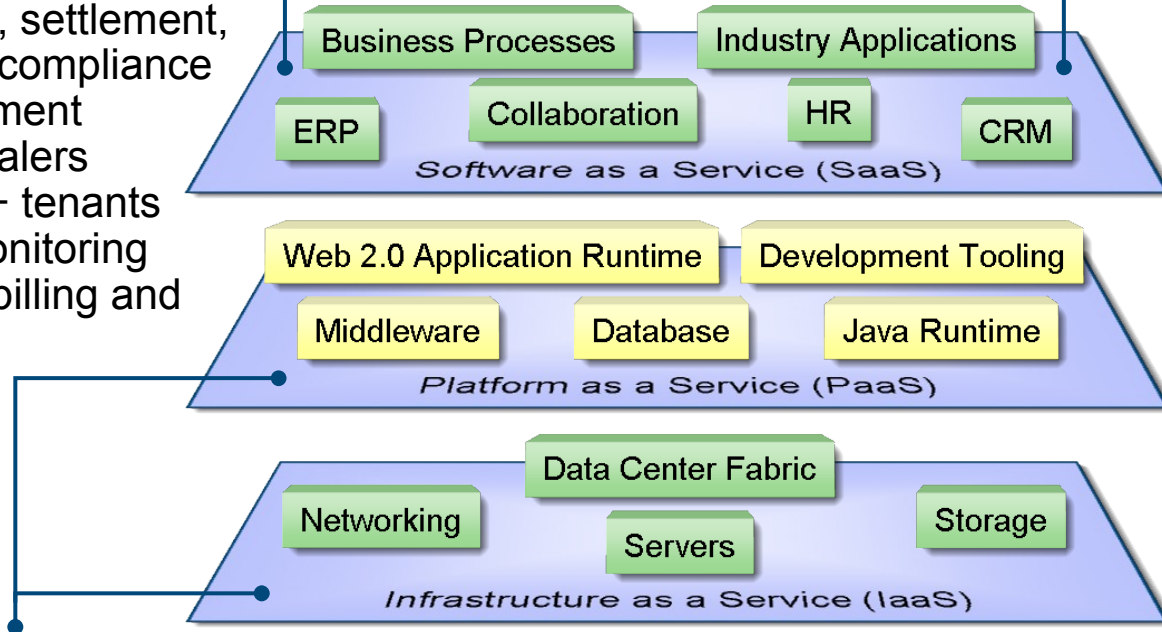 , settlement,
compliance
ment
alers
+ tenants
onitoring
billing and
Business Processes
Industry Applications
ERP
Collaboration
HR
CRM
Software as a Service (SaaS)
Web 2.0 Application Runtime
Development Tooling
Middleware
Database
Java Runtime
Platform as a Service (PaaS)
Data Center Fabric
Networking
Servers
Storage
Infrastructure as a Service (IaaS)